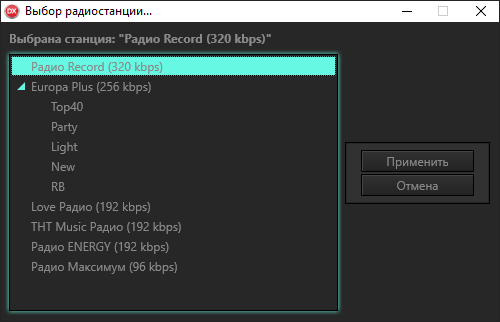 DX Выбор радиостанции...
Выбрана станция: "Радио Record (320 kbps)"
Радио Record (320 kbps)
Europa Plus (256 kbps)
Top40
Party
Light
New
RB
Love Радио (192 kbps)
ТНТ Music Радио (192 kbps)
Радио ENERGY (192 kbps)
Радио Максимум (96 kbps)
Применить
Отмена